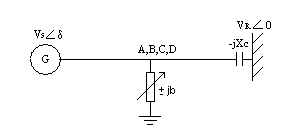 Vs∠δ
VR∠0
A,B,C,D
-jXc
G
± jb